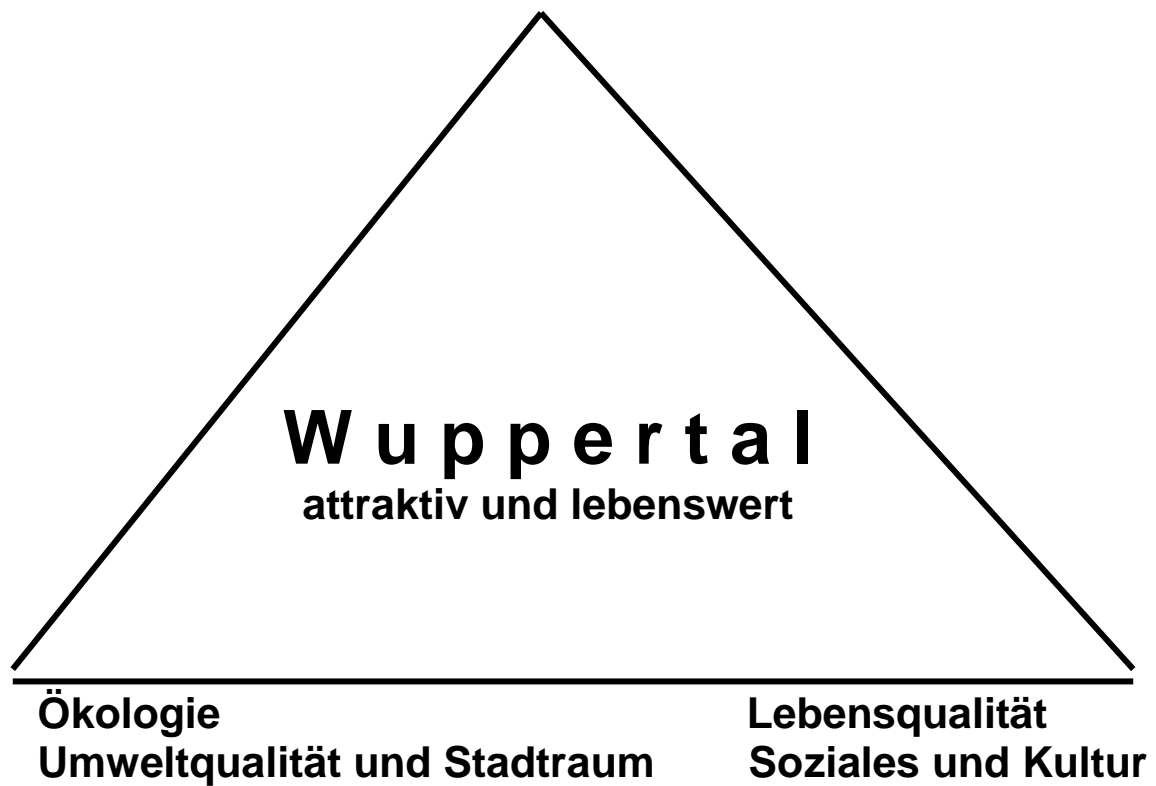 Wuppertal
attraktiv und lebenswert
Ökologie
Umweltqualität und Stadtraum
Lebensqualität
Soziales und Kultur